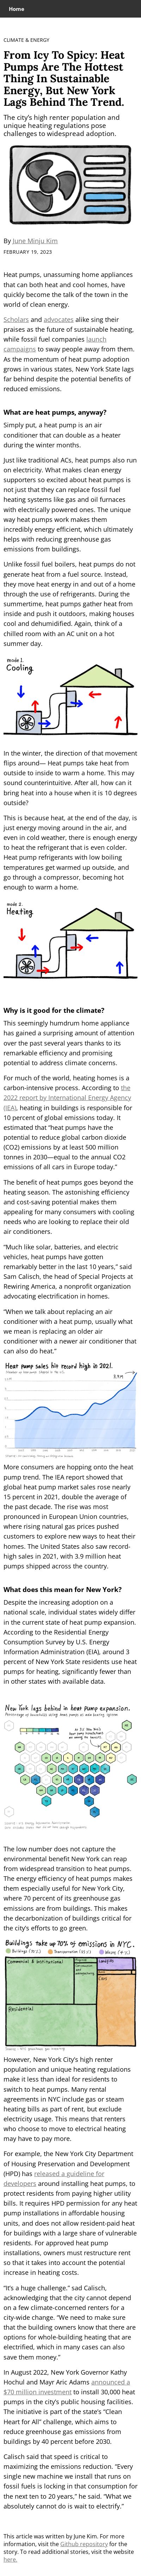 Home
CLIMATE & ENERGY
From Icy To Spicy: Heat
Pumps Are The Hottest
Thing In Sustainable
Energy, But New York
Lags Behind The Trend.
The city's high renter population and
unique heating regulations pose
challenges to widespread adoption.
By June Minju Kim
FEBRUARY 19, 2023
Heat pumps, unassuming home appliances
that can both heat and cool homes, have
quickly become the talk of the town in the
world of clean energy.
Scholars and advocates alike sing their
praises as the future of sustainable heating,
while fossil fuel companies launch
campaigns to sway people away from them.
As the momentum of heat pump adoption
grows in various states, New York State lags
far behind despite the potential benefits of
reduced emissions.
What are heat pumps, anyway?
Simply put, a heat pump is an air
conditioner that can double as a heater
during the winter months.
Just like traditional ACs, heat pumps also run
on electricity. What makes clean energy
supporters so excited about heat pumps is
not just that they can replace fossil fuel
heating systems like gas and oil furnaces
with electrically powered ones. The unique
way heat pumps work makes them
incredibly energy efficient, which ultimately
helps with reducing greenhouse gas
emissions from buildings.
Unlike fossil fuel boilers, heat pumps do not
generate heat from a fuel source. Instead,
they move heat energy in and out of a home
through the use of refrigerants. During the
summertime, heat pumps gather heat from
inside and push it outdoors, making homes
cool and dehumidified. Again, think of a
chilled room with an AC unit on a hot
summer day.
mode 1.
Cooling
In the winter, the direction of that movement
flips around— Heat pumps take heat from
outside to inside to warm a home. This may
sound counterintuitive. After all, how can it
bring heat into a house when it is 10 degrees
outside?
This is because heat, at the end of the day, is
just energy moving around in the air, and
even in cold weather, there is enough energy
to heat the refrigerant that is even colder.
Heat pump refrigerants with low boiling
temperatures get warmed up outside, and
go through a compressor, becoming hot
enough to warm a home.
mode 2.
Heating
Why is it good for the climate?
This seemingly humdrum home appliance
has gained a surprising amount of attention
over the past several years thanks to its
remarkable efficiency and promising
potential to address climate concerns.
For much of the world, heating homes is a
carbon-intensive process. According to the
2022 report by International Energy Agency
(IEA), heating in buildings is responsible for
10 percent of global emissions today. It
estimated that "heat pumps have the
potential to reduce global carbon dioxide
(CO2) emissions by at least 500 million
tonnes in 2030—equal to the annual CO2
emissions of all cars in Europe today."
The benefit of heat pumps goes beyond the
heating season. The astonishing efficiency
and cost-saving potential makes them
appealing for many consumers with cooling
needs who are looking to replace their old
air conditioners.
"Much like solar, batteries, and electric
vehicles, heat pumps have gotten
remarkably better in the last 10 years," said
Sam Calisch, the head of Special Projects at
Rewiring America, a nonprofit organization
advocating electrification in homes.
"When we talk about replacing an air
conditioner with a heat pump, usually what
we mean is replacing an older air
conditioner with a newer air conditioner that
can also do heat."
Heat pump sales hit record high in 2021.
3.9 M
More consumers are hopping onto the heat
pump trend. The IEA report showed that
global heat pump market sales rose nearly
15 percent in 2021, double the average of
the past decade. The rise was most
pronounced in European Union countries,
where rising natural gas prices pushed
customers to explore new ways to heat their
homes. The United States also saw record-
high sales in 2021, with 3.9 million heat
pumps shipped across the country.
What does this mean for New York?
Despite the increasing adoption on a
national scale, individual states widely differ
in the current state of heat pump expansion.
According to the Residential Energy
Consumption Survey by U.S. Energy
Information Administration (EIA), around 3
percent of New York State residents use heat
pumps for heating, significantly fewer than
in other states with available data.
New York lags behind in heat pump expansion.
The low number does not capture the
environmental benefit New York can reap
from widespread transition to heat pumps.
The energy efficiency of heat pumps makes
them especially useful for New York City,
where 70 percent of its greenhouse gas
emissions are from buildings. This makes
the decarbonization of buildings critical for
the city's efforts to go green.
Buildings take up 70% of emissions in NYC.
Commercial & Institutional
Residential
However, New York City's high renter
population and unique heating regulations
make it less than ideal for residents to
switch to heat pumps. Many rental
agreements in NYC include gas or steam
heating bills as part of rent, but exclude
electricity usage. This means that renters
who choose to move to electrical heating
may have to pay more.
For example, the New York City Department
of Housing Preservation and Development
(HPD) has released a guideline for
developers around installing heat pumps, to
protect residents from paying higher utility
bills. It requires HPD permission for any heat
pump installations in affordable housing
units, and does not allow resident paid heat
for buildings with a large share of vulnerable
residents. For approved heat pump
installations, owners must restructure rent
so that it takes into account the potential
increase in heating costs.
"It's a huge challenge." sad Calisch,
acknowledging that the city cannot depend
on a few climate-concerned renters for a
city-wide change. "We need to make sure
that the building owners know that there are
options for whole-building heating that are
electrified, which in many cases can also
save them money."
In August 2022, New York Governor Kathy
Hochul and Mayr Aric Adams announced a
$70 million investment to install 30,000 heat
pumps in the city's public housing facilities.
The initiative is part of the state's "Clean
Heart for All" challenge, which aims to
reduce greenhouse gas emissions from
buildings by 40 percent before 2030.
Calisch said that speed is critical to
maximizing the emissions reduction. "Every
single new machine we install that runs on
fossil fuels is locking in that consumption for
the next ten to 20 years," he said. "What we
absolutely cannot do is wait to electrify."
This article was written by June Kim. For more
information, visit the Github repository for this
story. To read additional stories, visit the website
here.